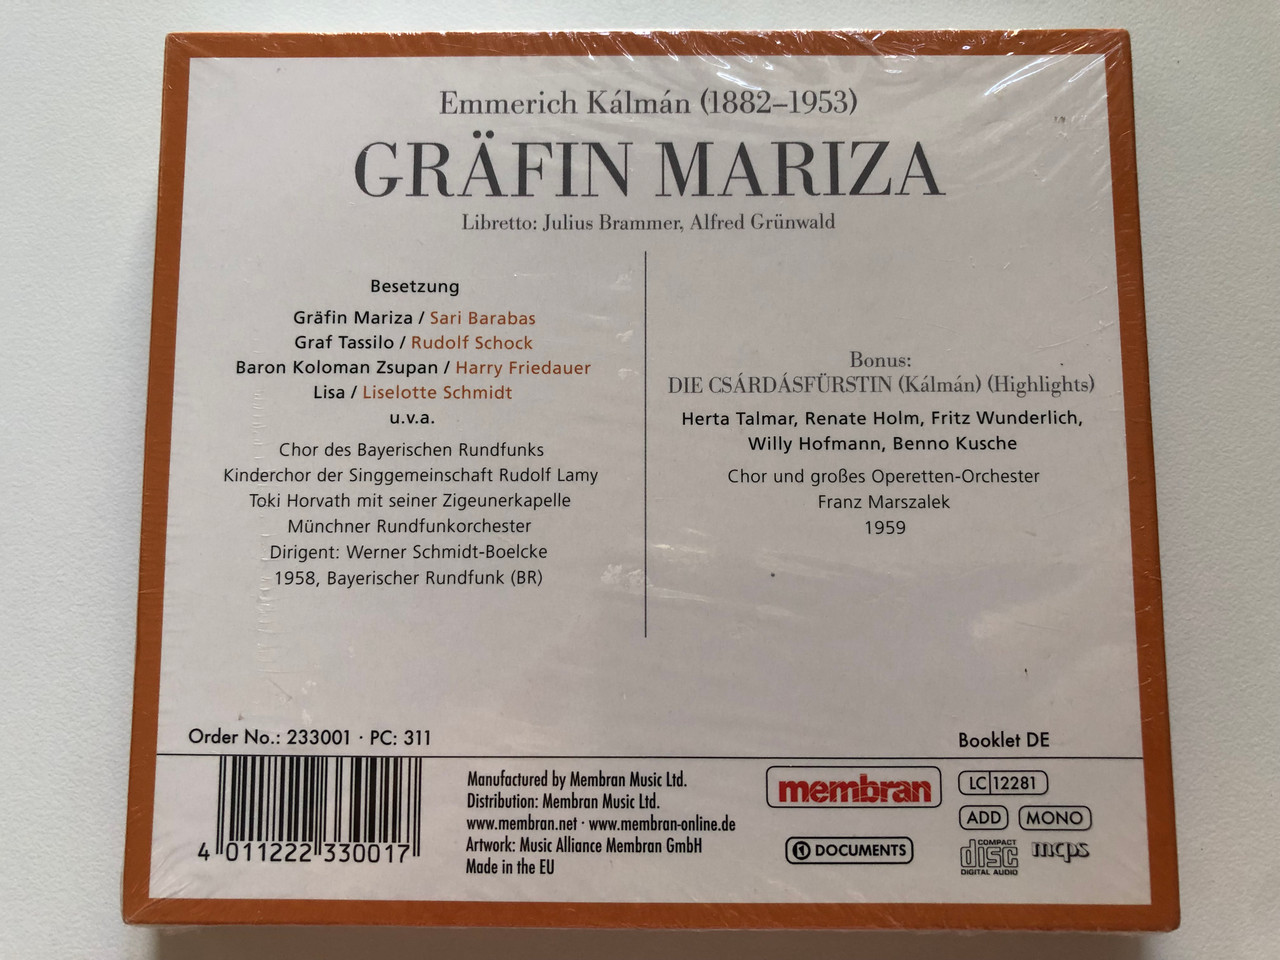 Emmerich Kálmán (1882–1953)
GRÄFIN MARIZA
Libretto: Julius Brammer, Alfred Grünwald
Besetzung
Gräfin Mariza / Sari Barabas
Graf Tassilo / Rudolf Schock
Baron Koloman Zsupan / Harry Friedauer
Lisa / Liselotte Schmidt
u.v.a.
Chor des Bayerischen Rundfunks
Kinderchor der Singgemeinschaft Rudolf Lamy
Toki Horvath mit seiner Zigeunerkapelle
Münchner Rundfunkorchester
Dirigent: Werner Schmidt-Boelcke
1958, Bayerischer Rundfunk (BR)
Bonus:
DIE CSÁRDÁSFÜRSTIN (Kálmán) (Highlights)
Herta Talmar, Renate Holm, Fritz Wunderlich,
Willy Hofmann, Benno Kusche
Chor und großes Operetten-Orchester
Franz Marszalek
1959
Order No.: 233001 · PC: 311
Booklet DE
4 011222 330017
Manufactured by Membran Music Ltd.
Distribution: Membran Music Ltd.
www.membran.net · www.membran-online.de
Artwork: Music Alliance Membran GmbH
Made in the EU
membran
DOCUMENTS
LC 12281
ADD MONO
COMPACT
disc
DIGITAL AUDIO
mcps